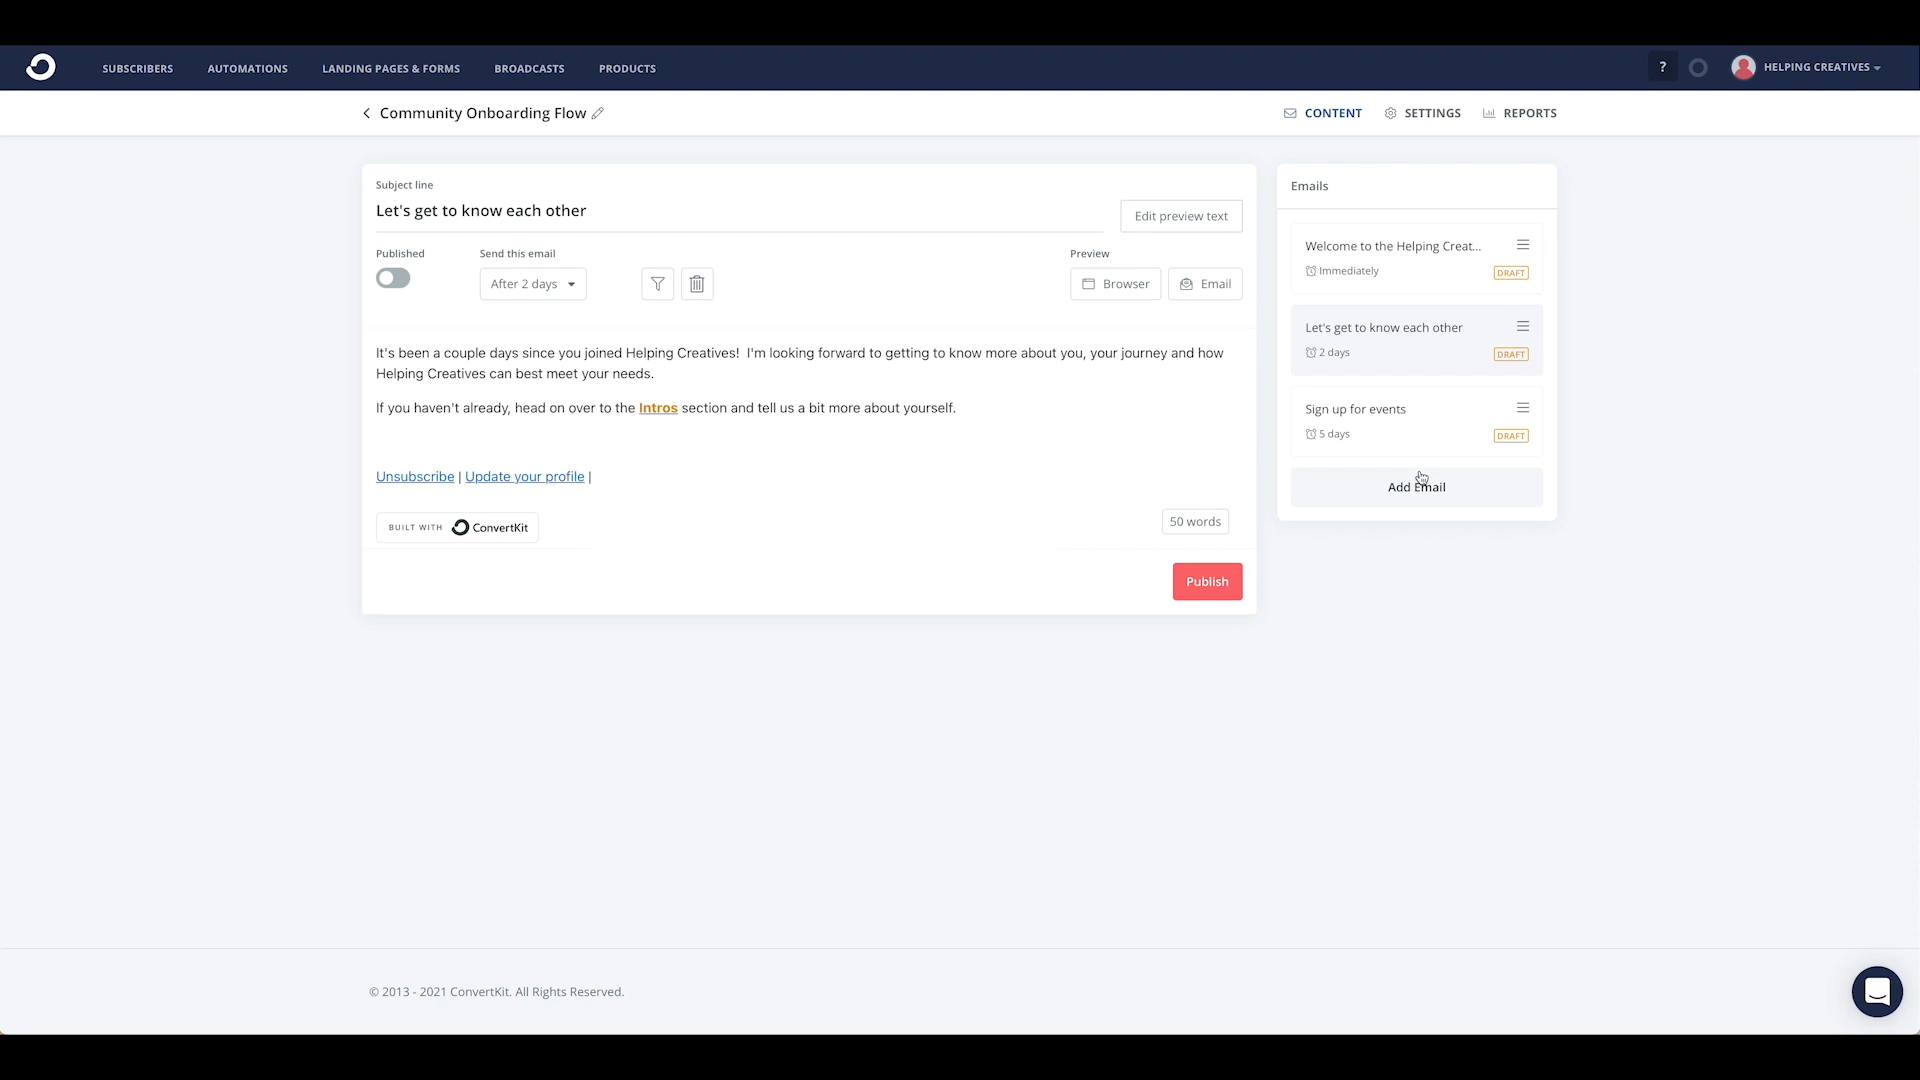 SUBSCRIBERS AUTOMATIONS LANDING PAGES & FORMS BROADCASTS PRODUCTS ? HELPING CREATIVES
Community Onboarding Flow CONTENT SETTINGS REPORTS
Subject line
Let's get to know each other
Edit preview text
Published Send this email Preview
After 2 days Browser Email
It's been a couple days since you joined Helping Creatives! I'm looking forward to getting to know more about you, your journey and how
Helping Creatives can best meet your needs.
If you haven't already, head on over to the Intros section and tell us a bit more about yourself.
Unsubscribe | Update your profile |
BUILT WITH ConvertKit
50 words
Publish
Emails
Welcome to the Helping Creat...
Immediately DRAFT
Let's get to know each other
2 days DRAFT
Sign up for events
5 days DRAFT
Add Email
© 2013 - 2021 ConvertKit. All Rights Reserved.